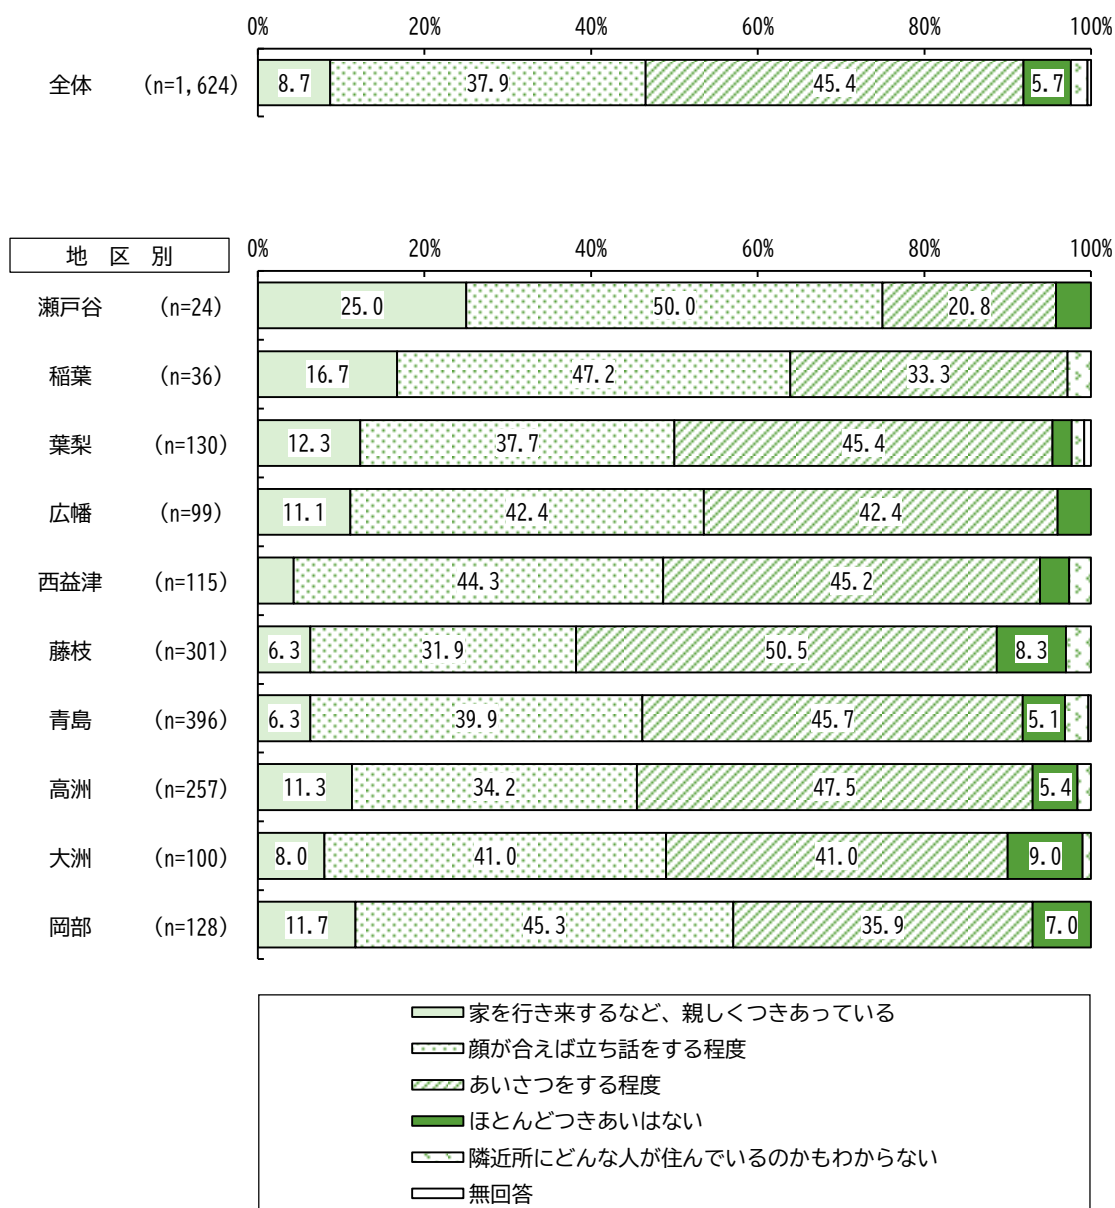 0% 20% 40% 60% 80% 100%
全体 (n=1,624) 8.7 37.9 45.4 5.7
地 区 別 0% 20% 40% 60% 80% 100%
瀬戸谷 (n=24) 25.0 50.0 20.8
稲葉 (n=36) 16.7 47.2 33.3
葉梨 (n=130) 12.3 37.7 45.4
広幡 (n=99) 11.1 42.4 42.4
西益津 (n=115) 44.3 45.2
藤枝 (n=301) 6.3 31.9 50.5 8.3
青島 (n=396) 6.3 39.9 45.7 5.1
高洲 (n=257) 11.3 34.2 47.5 5.4
大洲 (n=100) 8.0 41.0 41.0 9.0
岡部 (n=128) 11.7 45.3 35.9 7.0
家を行き来するなど、親しくつきあっている
顔が合えば立ち話をする程度
あいさつをする程度
ほとんどつきあいはない
隣近所にどんな人が住んでいるのかもわからない
無回答